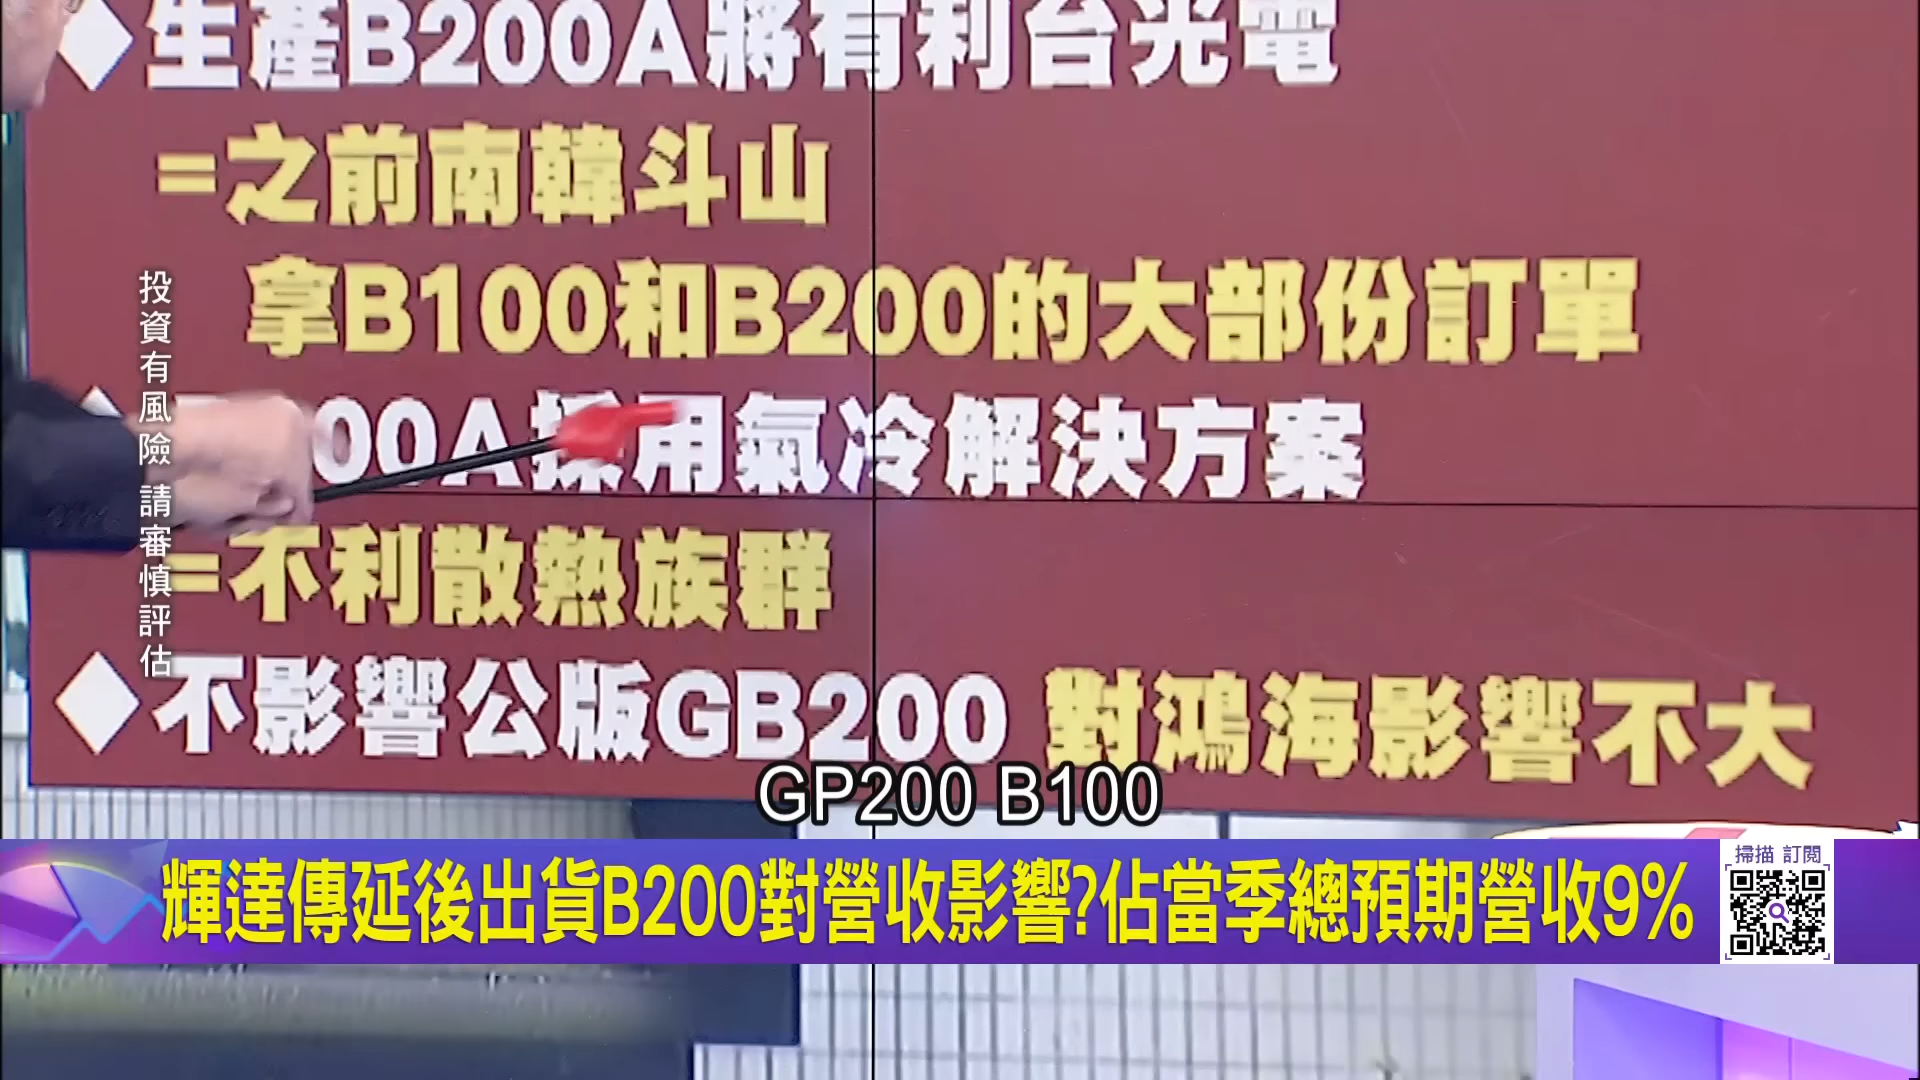 ◆生產B200A將有利台光電
=之前南韓斗山
拿B100和B200的大部份訂單
00A採用氣冷解決方案
=不利散熱族群
◆不影響公版GB200 對鴻海影響不大
投資有風險 請審慎評估
GP200 B100
輝達傳延後出貨B200對營收影響?佔當季總預期營收9%
掃描 訂閱